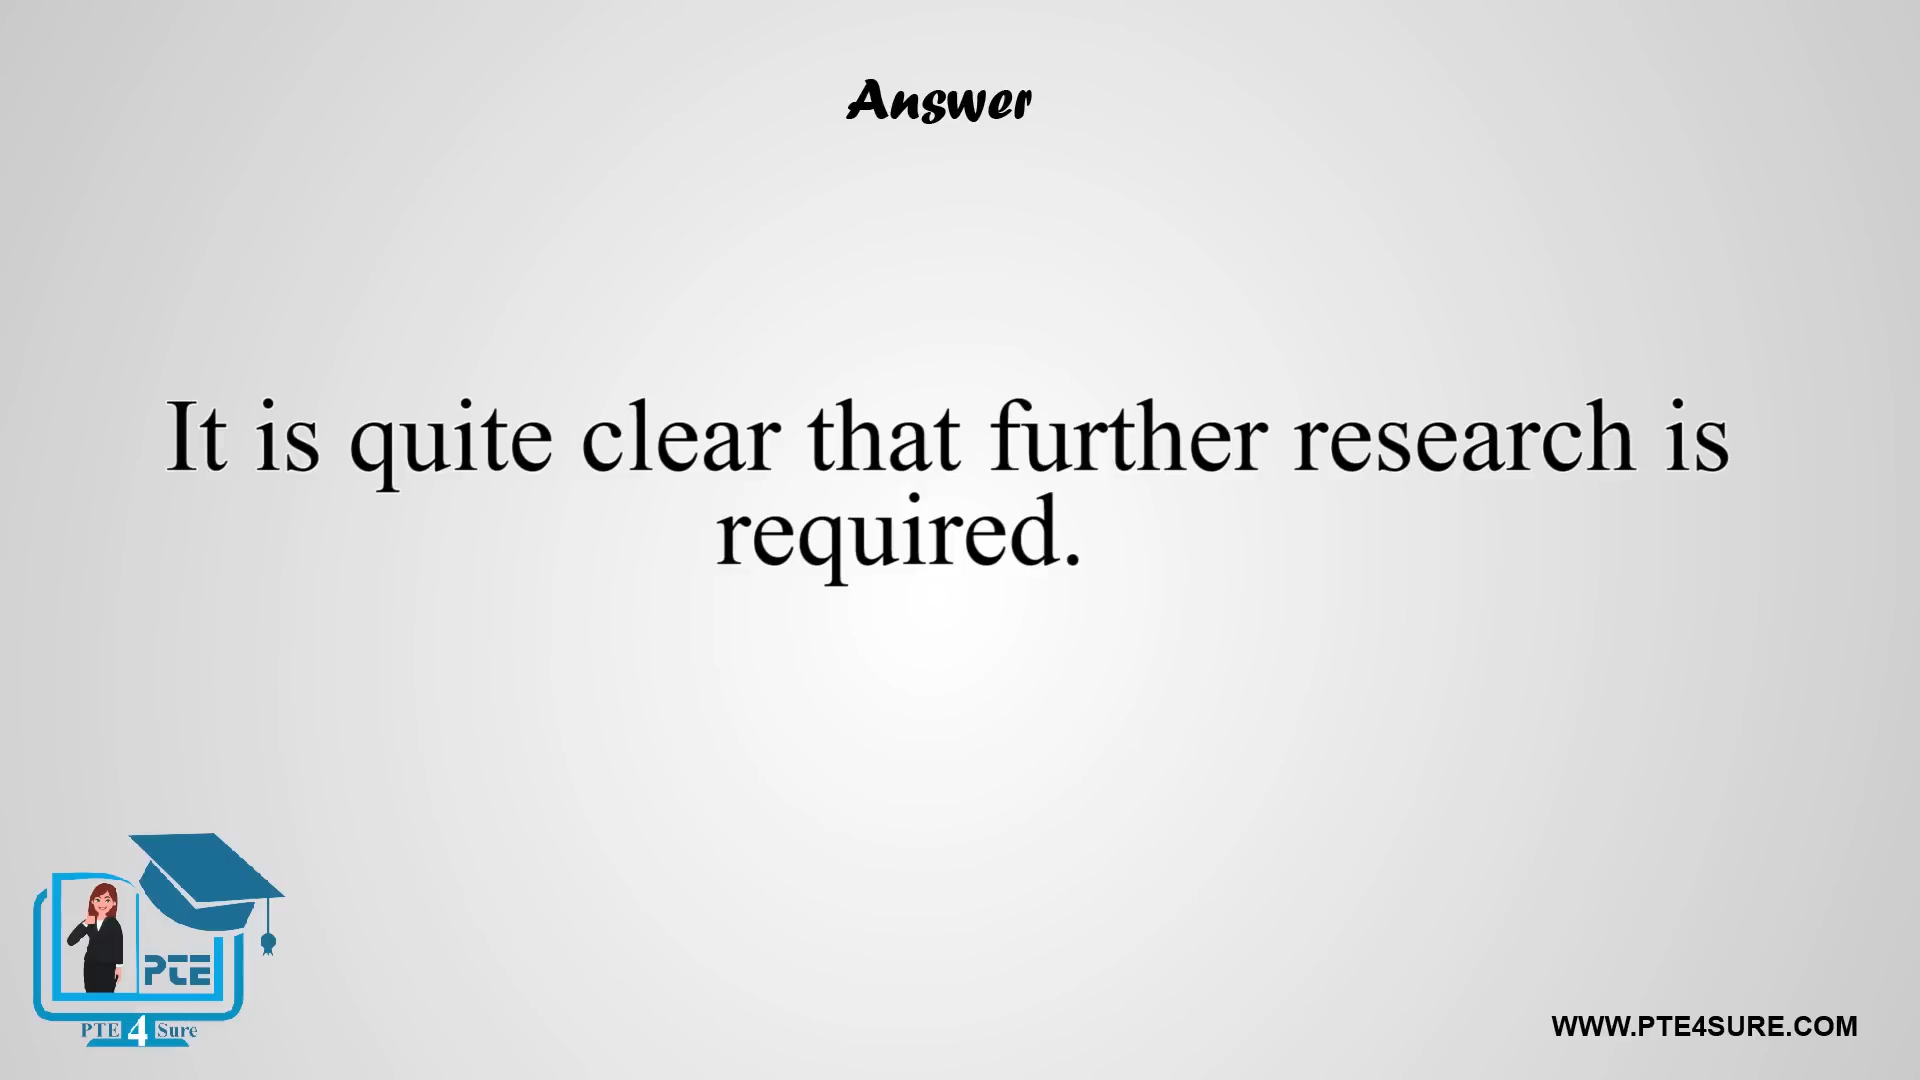 Answer
It is quite clear that further research is
required.
PTE
PTE 4 Sure
WWW.PTE4SURE.COM